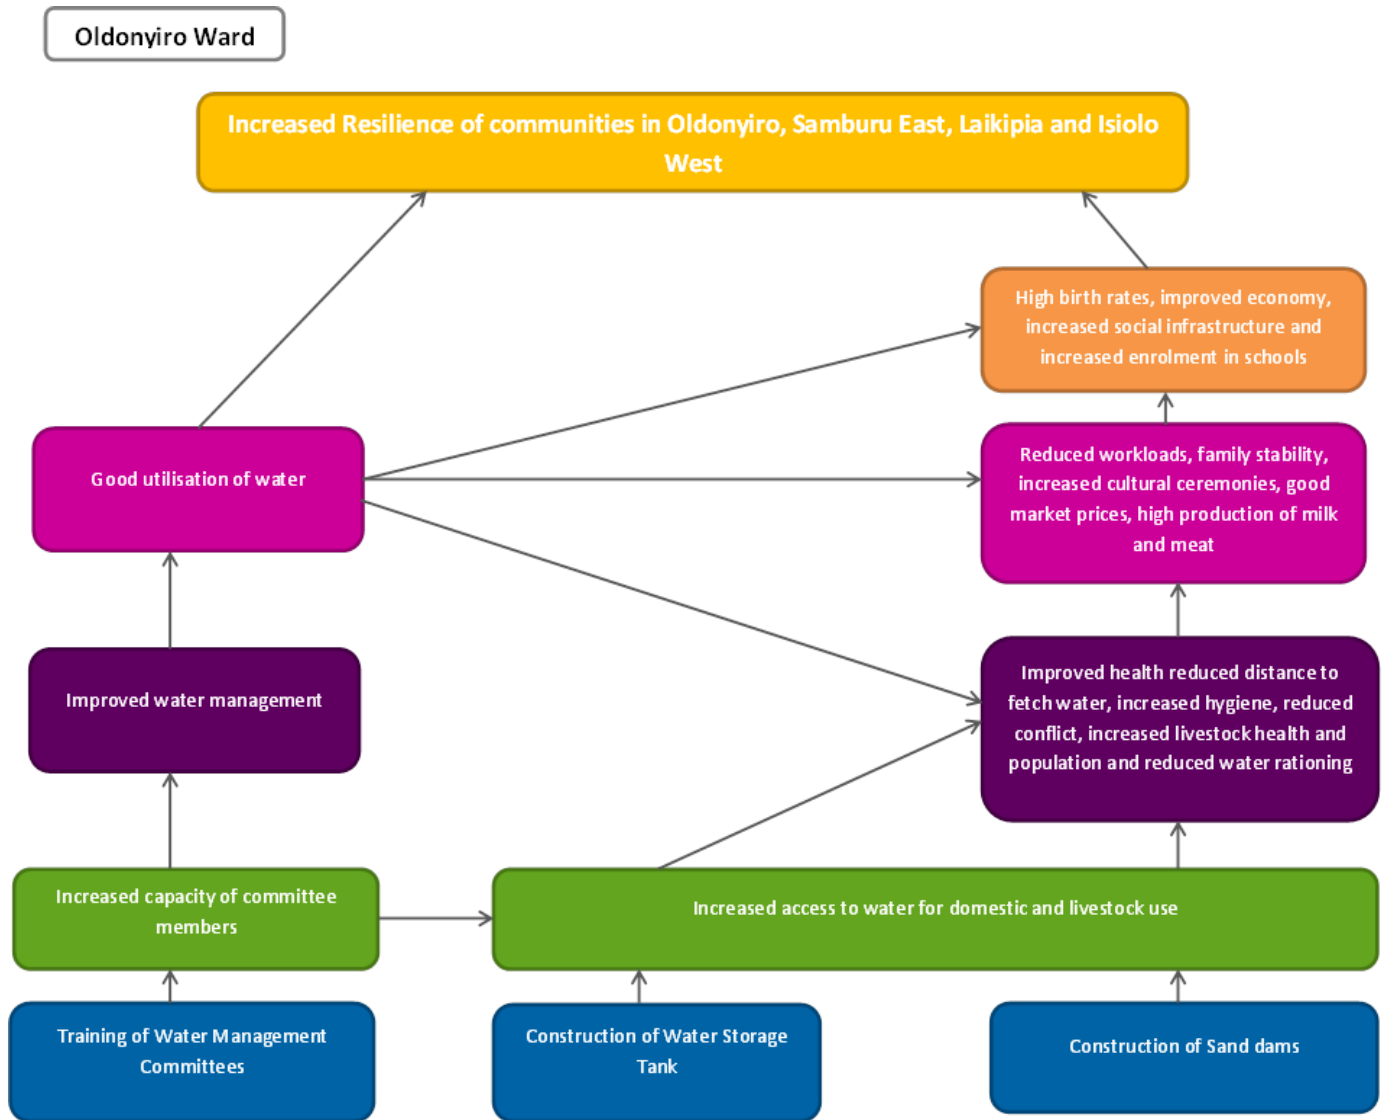 Oldonyiro Ward
Increased Resilience of communities in Oldonyiro, Samburu East, Laikipia and Isiolo
West
High birth rates, improved economy,
increased social infrastructure and
increased enrolment in schools
Good utilisation of water
Reduced workloads, family stability,
increased cultural ceremonies, good
market prices, high production of milk
and meat
Improved water management
Improved health reduced distance to
fetch water, increased hygiene, reduced
conflict, increased livestock health and
population and reduced water rationing
Increased capacity of committee
members
Increased access to water for domestic and livestock use
Training of Water Management
Committees
Construction of Water Storage
Tank
Construction of Sand dams